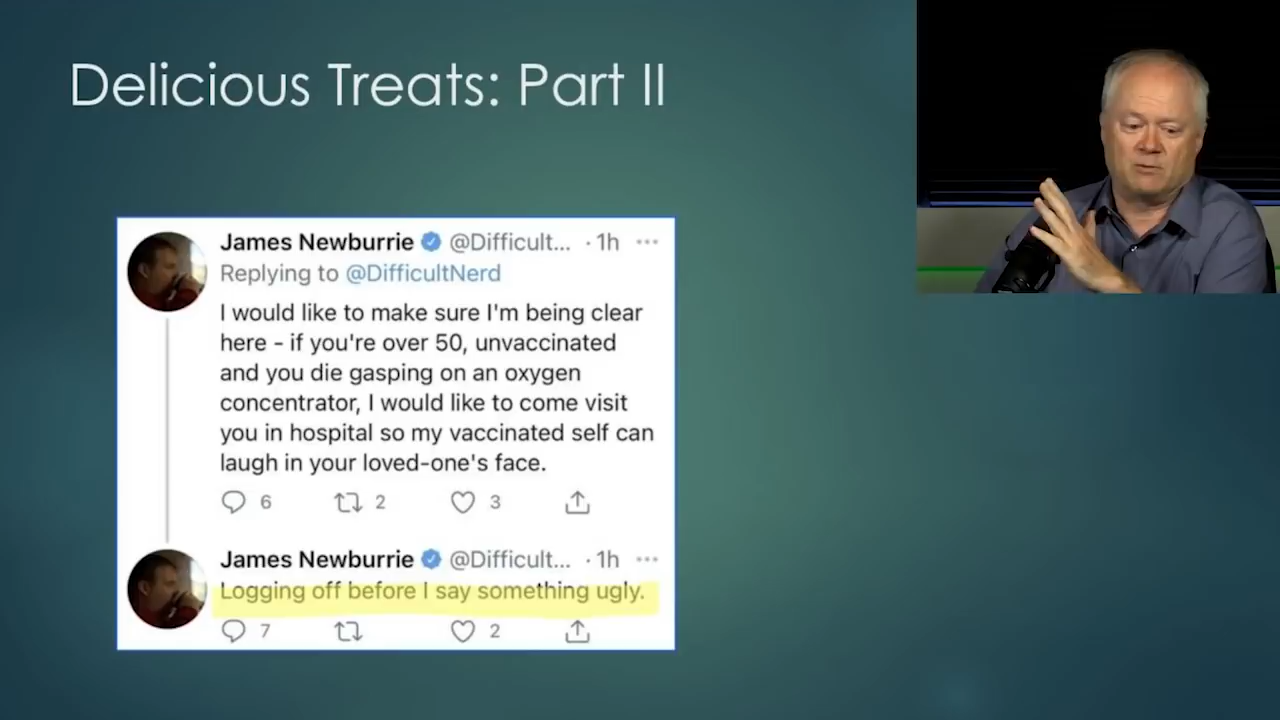 Delicious Treats: Part II
James Newburrie @Difficult... · 1h ···
Replying to @DifficultNerd
I would like to make sure I'm being clear
here - if you're over 50, unvaccinated
and you die gasping on an oxygen
concentrator, I would like to come visit
you in hospital so my vaccinated self can
laugh in your loved-one's face.
6 2 3
James Newburrie @Difficult... · 1h ···
Logging off before I say something ugly.
7 2